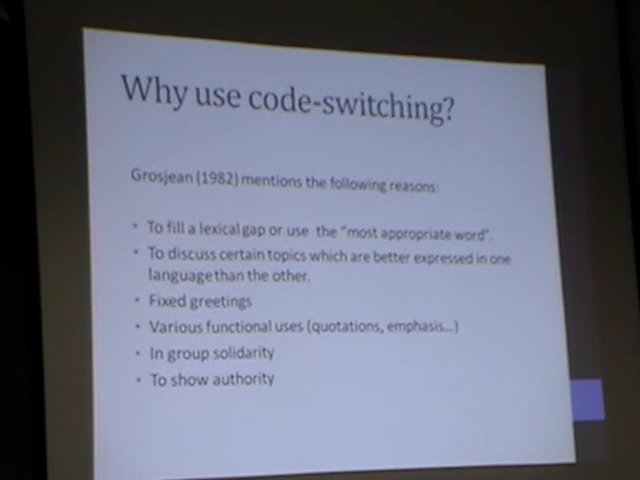 Why use code-switching?
Grosjean (1982) mentions the following reasons:
• To fill a lexical gap or use the "most appropriate word".
• To discuss certain topics which are better expressed in one
language than the other.
• Fixed greetings
• Various functional uses (quotations, emphasis...)
• In group solidarity
• To show authority